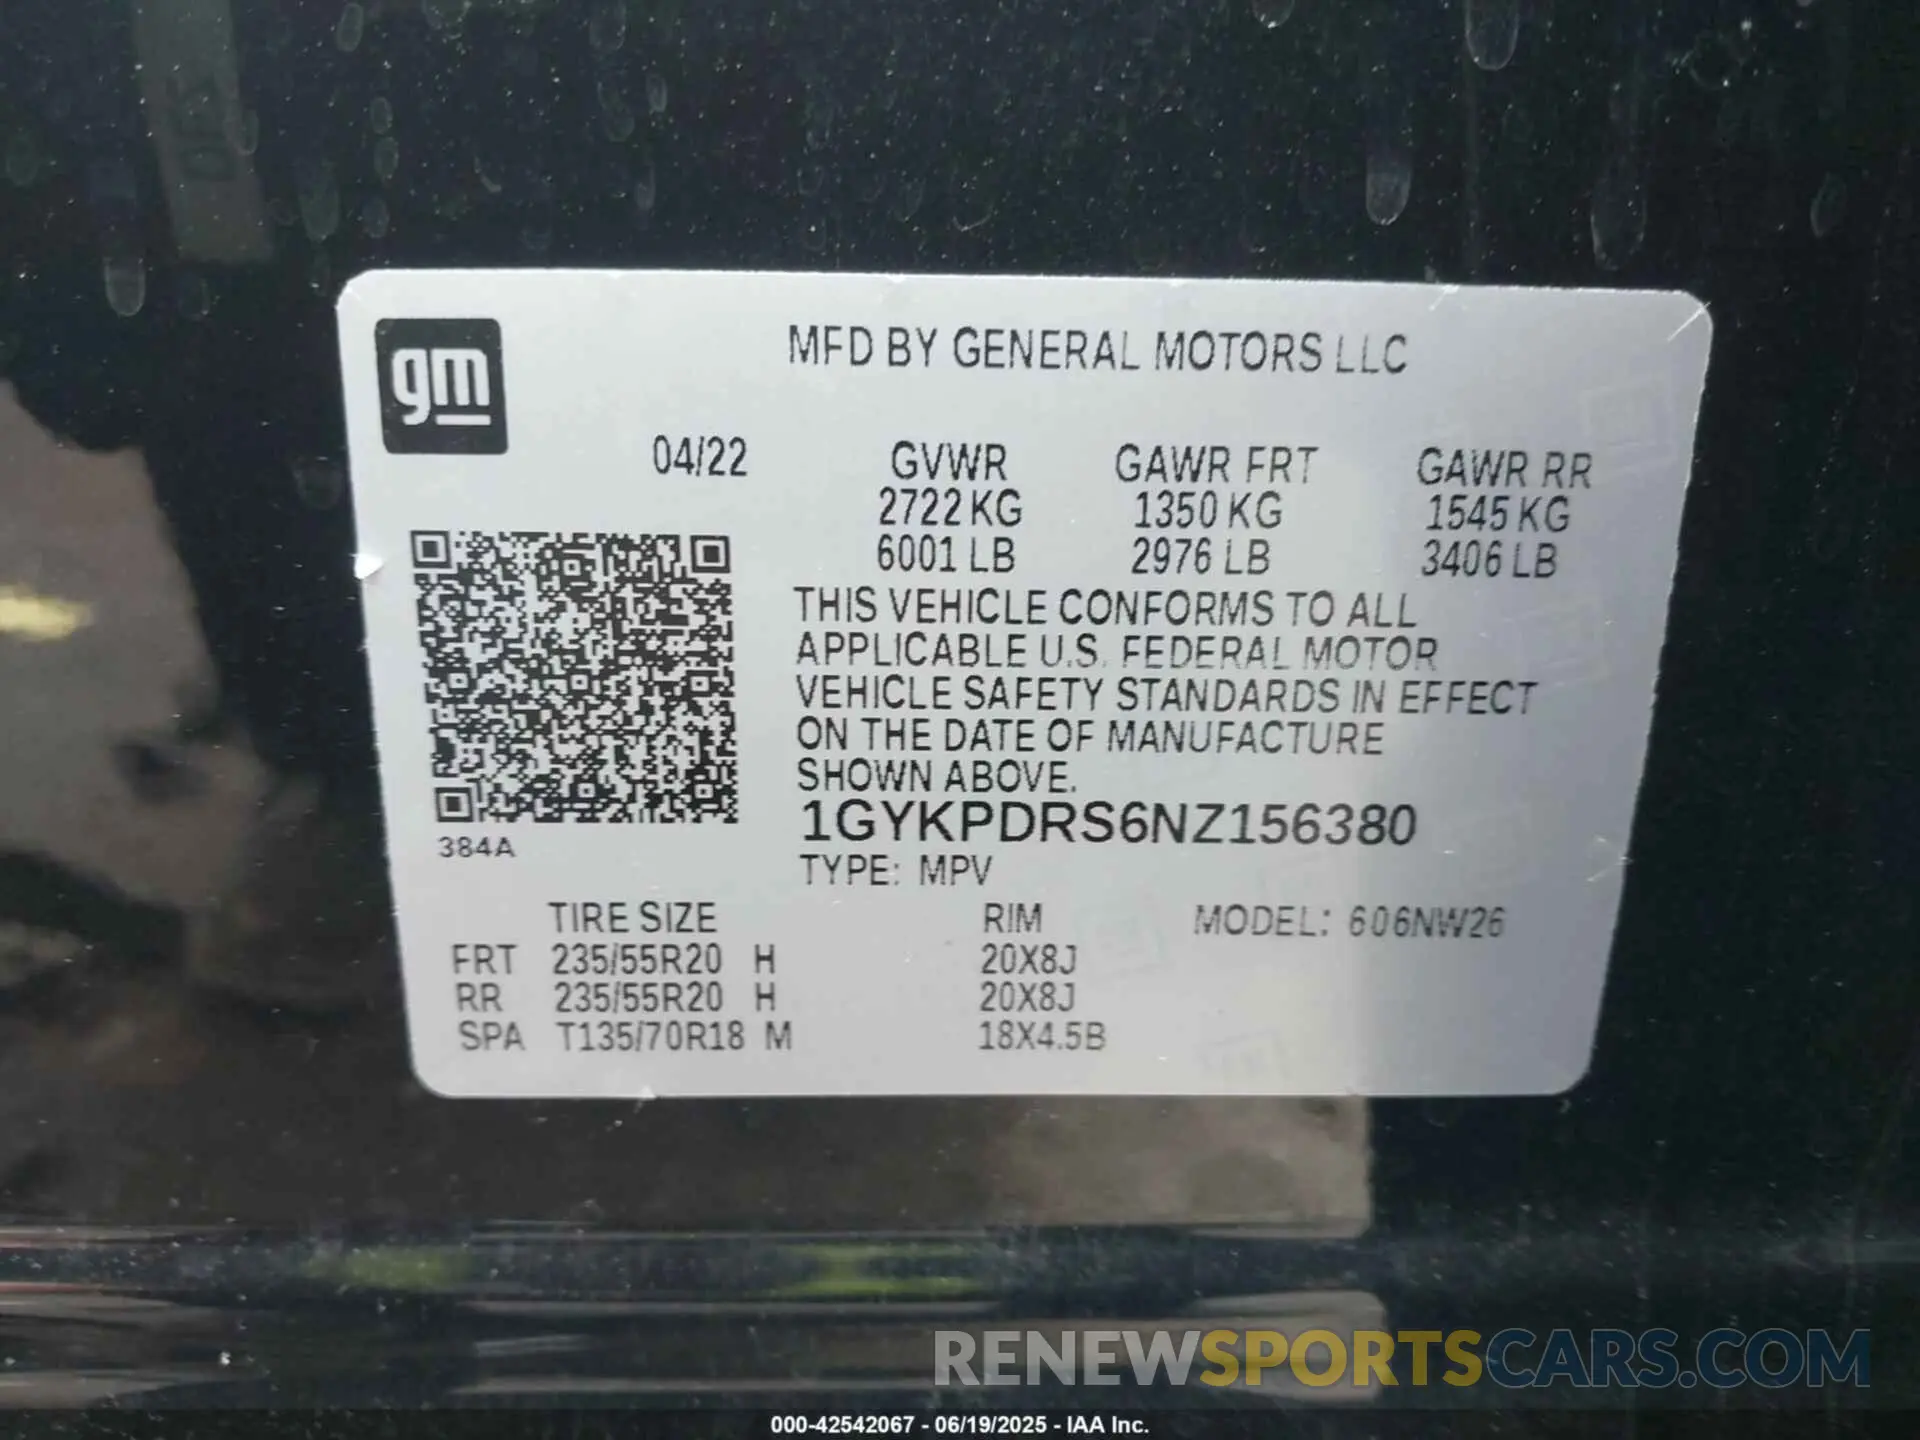 gm
MFD BY GENERAL MOTORS LLC
04/22 GVWR GAWR FRT GAWR RR
2722 KG 1350 KG 1545 KG
6001 LB 2976 LB 3406 LB
THIS VEHICLE CONFORMS TO ALL
APPLICABLE U.S. FEDERAL MOTOR
VEHICLE SAFETY STANDARDS IN EFFECT
ON THE DATE OF MANUFACTURE
SHOWN ABOVE.
1GYKPDRS6NZ156380
384A
TYPE: MPV
TIRE SIZE RIM MODEL: 606NW26
FRT 235/55R20 H 20X8J
RR 235/55R20 H 20X8J
SPA T135/70R18 M 18X4.5B
RENEWSPORTSCARS.COM
000-42542067 - 06/19/2025 - IAA Inc.